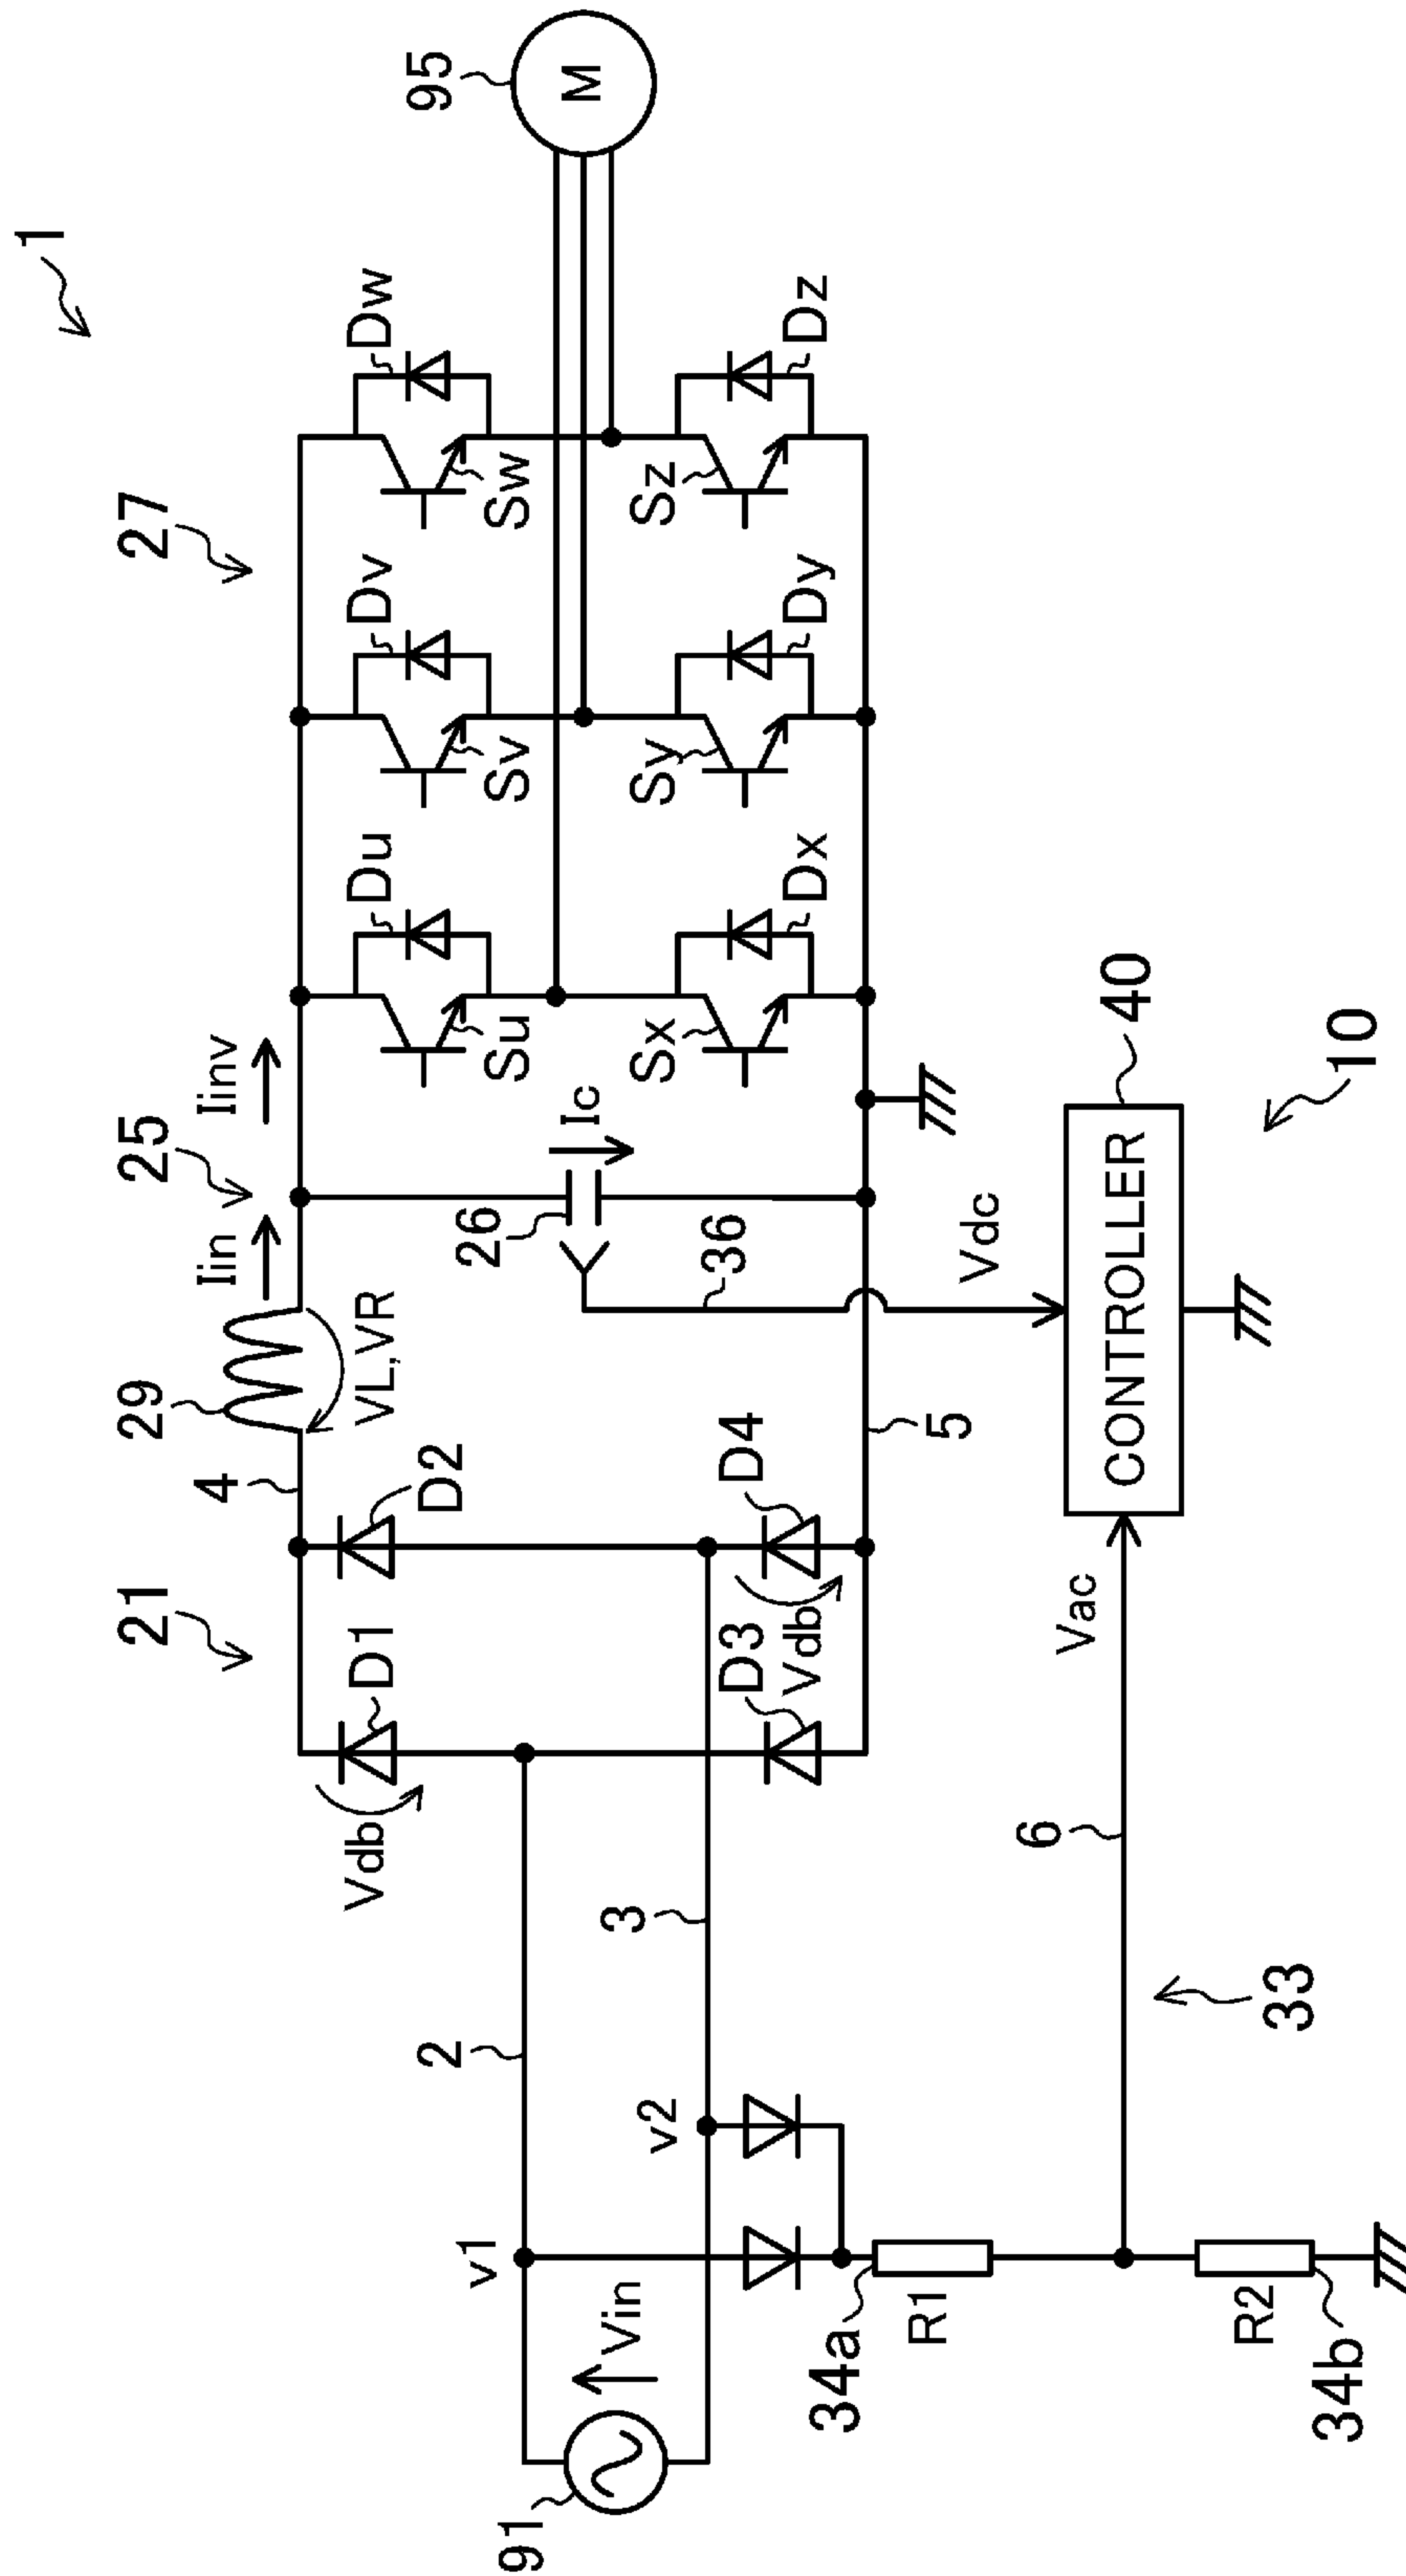 1
21
25
27
29
Iin
Iinv
4
VL,VR
D1
D2
Vdb
Du
Dv
Dw
Su
Sv
Sw
95
M
26
Ic
91
Vin
v1
v2
2
3
D3
D4
Vdb
36
Sx
Sy
Sz
Dx
Dy
Dz
5
Vdc
34a
R1
6
Vac
CONTROLLER
40
R2
34b
33
10